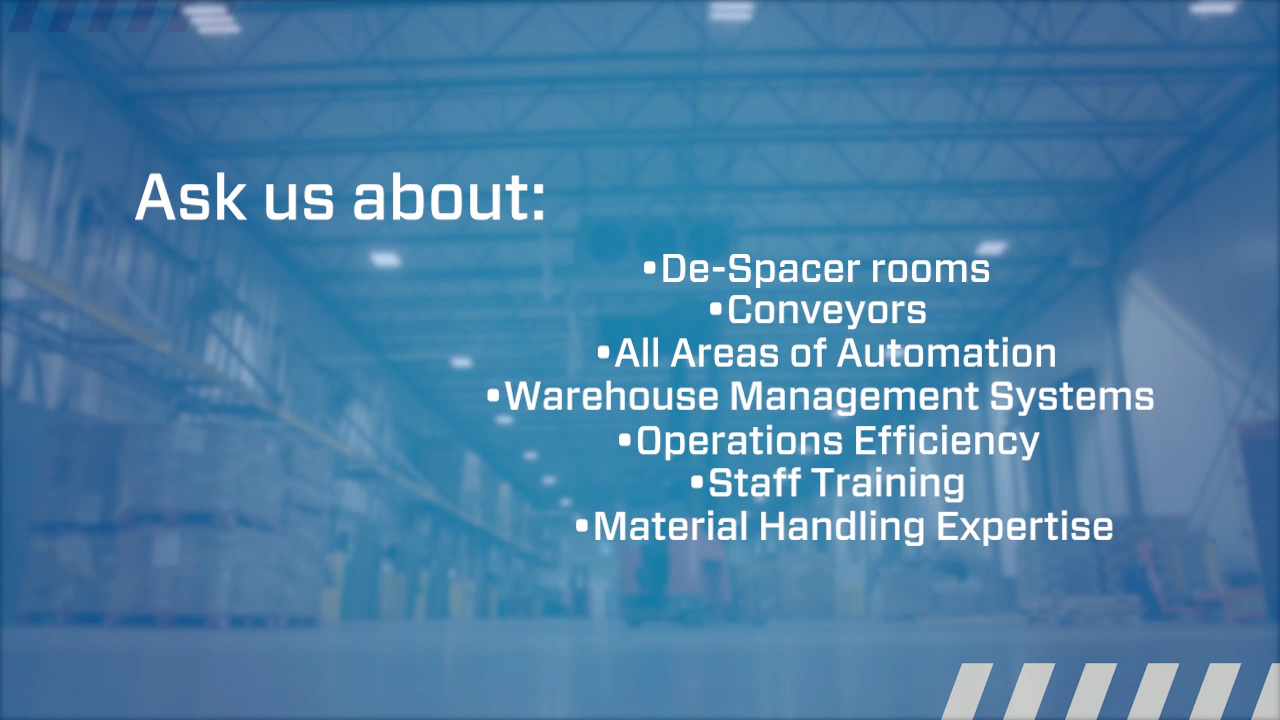 Ask us about:
•De-Spacer rooms
•Conveyors
•All Areas of Automation
•Warehouse Management Systems
•Operations Efficiency
•Staff Training
•Material Handling Expertise